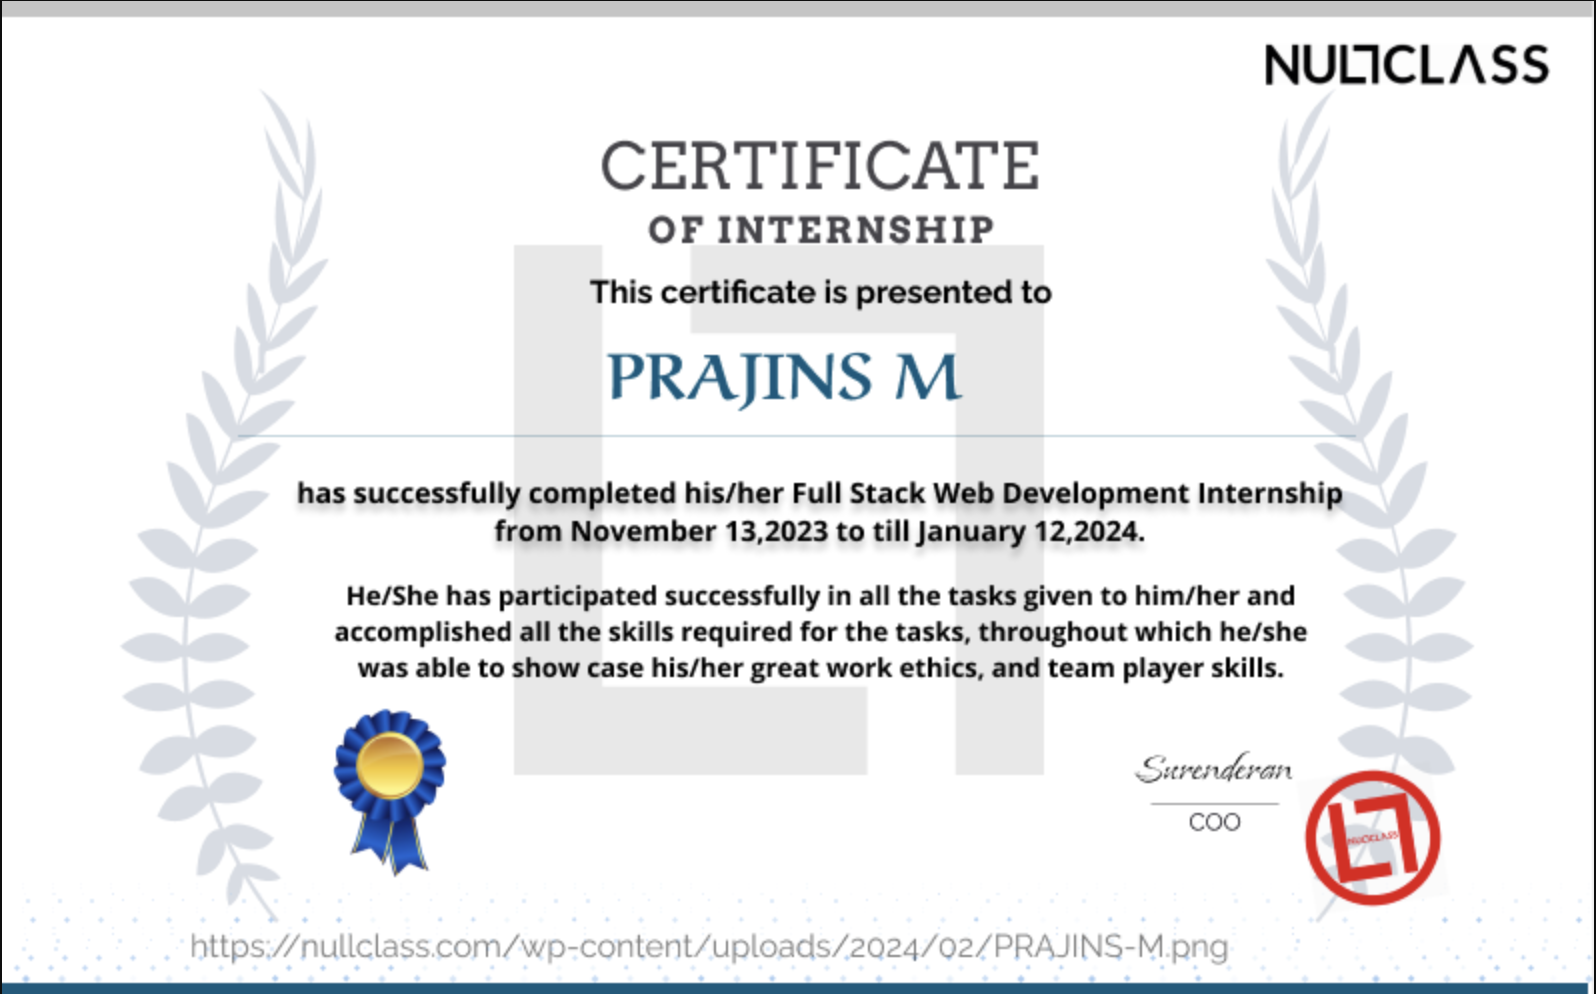 NULLCLASS
CERTIFICATE
OF INTERNSHIP
This certificate is presented to
PRAJINS M
has successfully completed his/her Full Stack Web Development Internship
from November 13,2023 to till January 12,2024.
He/She has participated successfully in all the tasks given to him/her and
accomplished all the skills required for the tasks, throughout which he/she
was able to show case his/her great work ethics, and team player skills.
Surenderan
COO
NULLCLASS
https://nullclass.com/wp-content/uploads/2024/02/PRAJINS-M.png